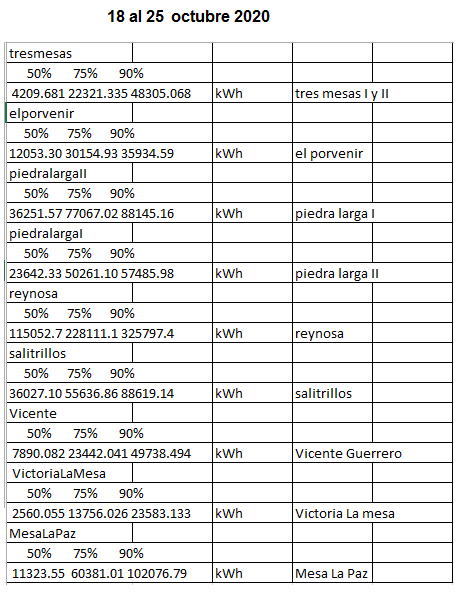 18 al 25 octubre 2020
tresmesas
50% 75% 90%
4209.681 22321.335 48305.068 kWh tres mesas I y II
elporvenir
50% 75% 90%
12053.30 30154.93 35934.59 kWh el porvenir
piedralargaII
50% 75% 90%
36251.57 77067.02 88145.16 kWh piedra larga I
piedralargaI
50% 75% 90%
23642.33 50261.10 57485.98 kWh piedra larga II
reynosa
50% 75% 90%
115052.7 228111.1 325797.4 kWh reynosa
salitrillos
50% 75% 90%
36027.10 55636.86 88619.14 kWh salitrillos
Vicente
50% 75% 90%
7890.082 23442.041 49738.494 kWh Vicente Guerrero
VictoriaLaMesa
50% 75% 90%
2560.055 13756.026 23583.133 kWh Victoria La mesa
MesaLaPaz
50% 75% 90%
11323.55 60381.01 102076.79 kWh Mesa La Paz